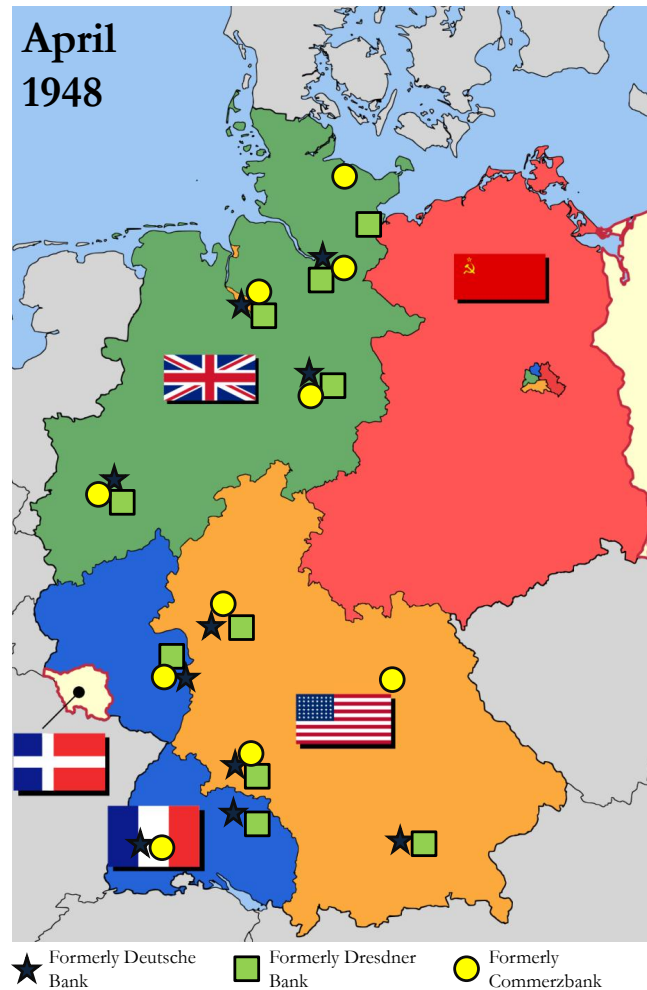 April
1948
Formerly Deutsche
Bank
Formerly Dresdner
Bank
Formerly
Commerzbank